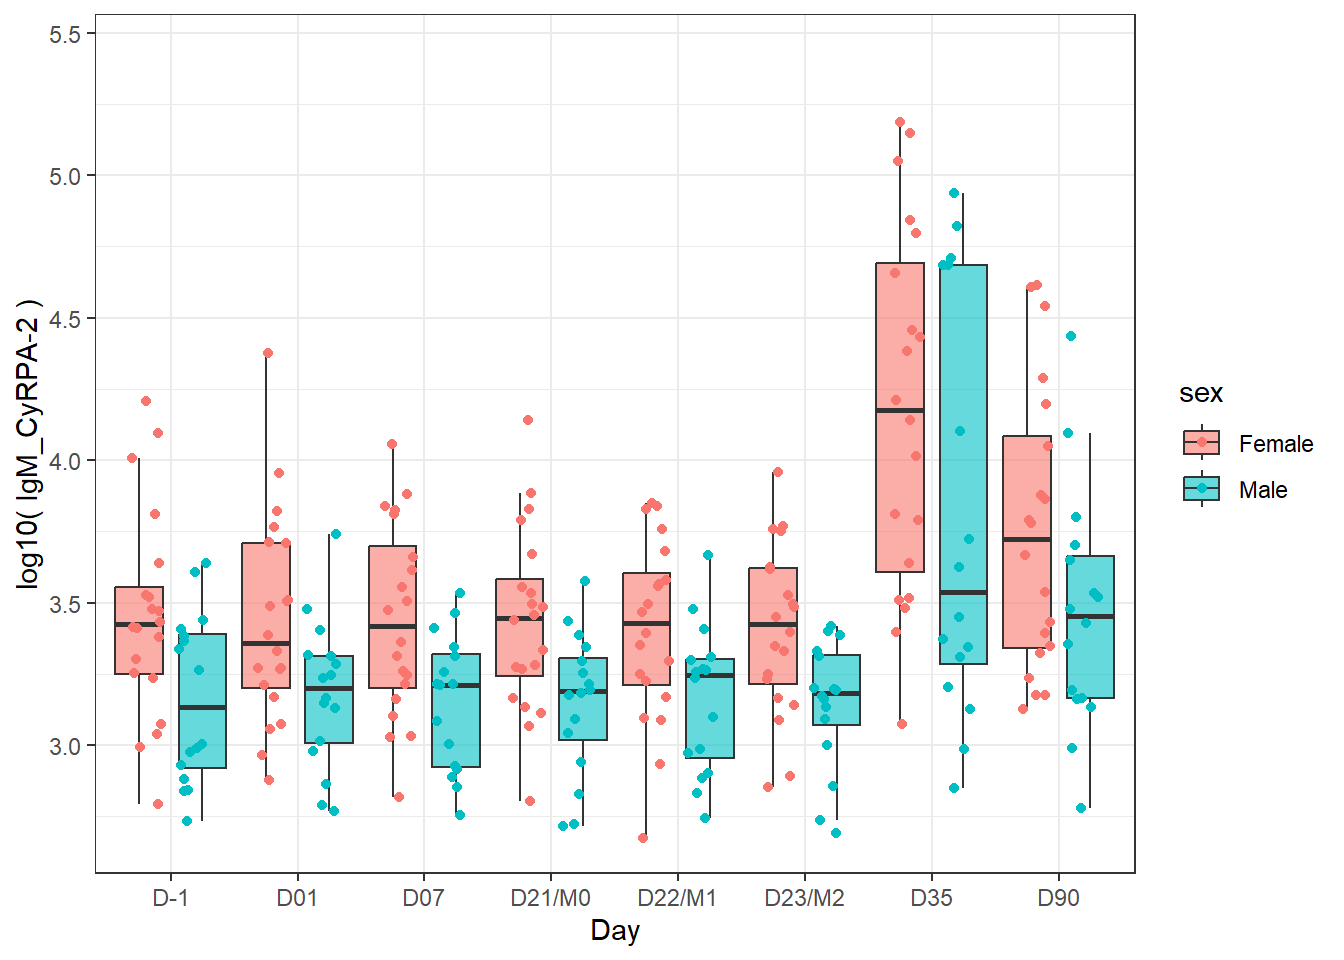 5.5
5.0
4.5
4.0
3.5
3.0
log10( IgM_CyRPA-2 )
D-1 D01 D07 D21/M0 D22/M1 D23/M2 D35 D90
Day
sex
Female
Male